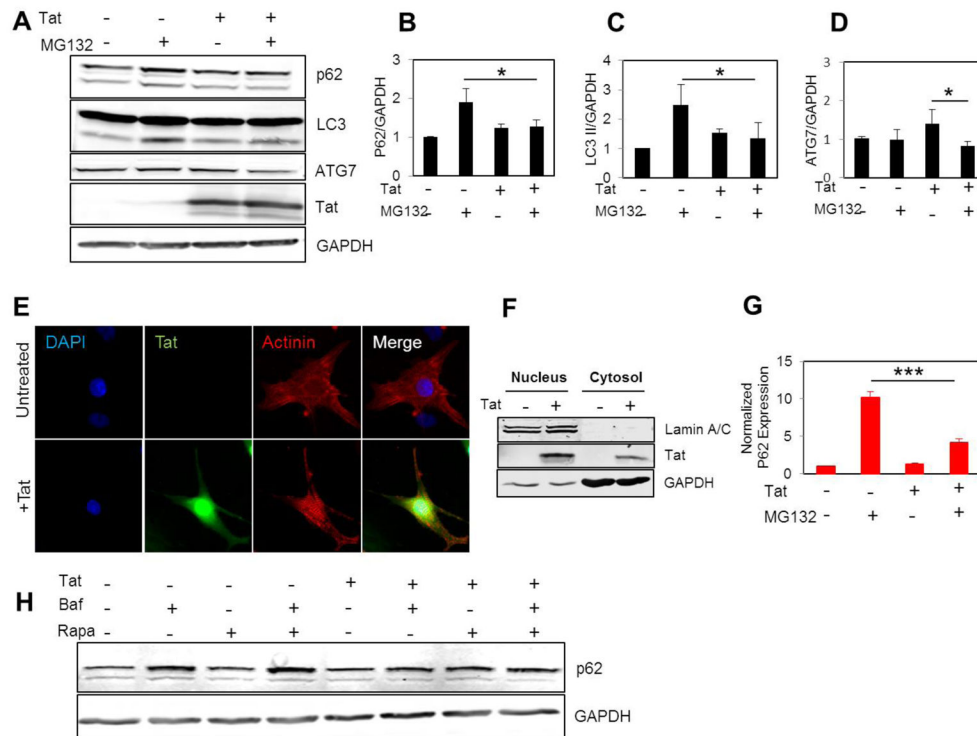 A
Tat - - + +
MG132 - + - +
p62
LC3
ATG7
Tat
GAPDH
B
P62/GAPDH
3
2
1
0
*
Tat - - + +
MG132 - + - +
C
LC3 II/GAPDH
4
3
2
1
0
*
Tat - - + +
MG132 - + - +
D
ATG7/GAPDH
3
2
1
0
*
Tat - - + +
MG132 - + - +
E
DAPI Tat Actinin Merge
Untreated
+Tat
F
Nucleus Cytosol
Tat - + - +
Lamin A/C
Tat
GAPDH
G
Normalized
P62 Expression
15
10
5
0
***
Tat - - + +
MG132 - + - +
H
Tat - - - - + + + +
Baf - + - + - + - +
Rapa - - + + - - + +
p62
GAPDH